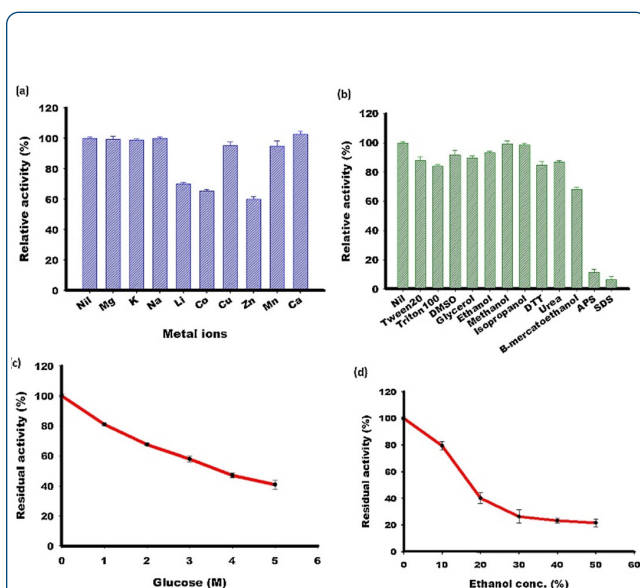 (a)
Relative activity (%)
120
100
80
60
40
20
0
Nil Mg K Na Li Co Cu Zn Mn Ca
Metal ions
(b)
Relative activity (%)
120
100
80
60
40
20
0
Nil Tween20 Triton100 DMSO Glycerol Ethanol Methanol Isopropanol DTT Urea B-mercatoethanol APS SDS
(c)
Residual activity (%)
120
100
80
60
40
20
0
0 1 2 3 4 5 6
Glucose (M)
(d)
Residual activity (%)
120
100
80
60
40
20
0
0 10 20 30 40 50 60
Ethanol conc. (%)